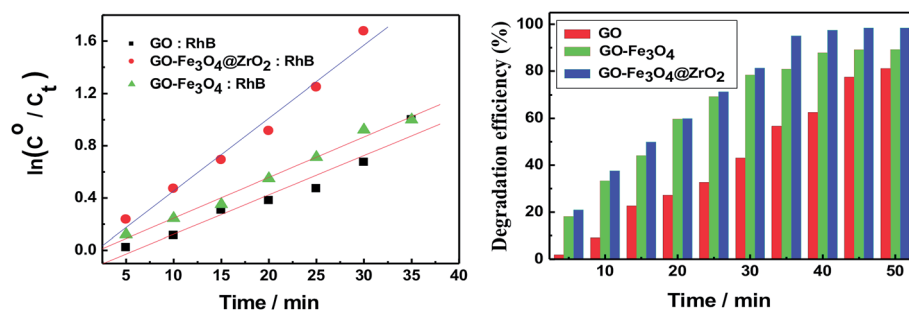 ln(C° / Cₜ)
1.6
1.2
0.8
0.4
0.0
GO : RhB
GO-Fe₃O₄@ZrO₂ : RhB
GO-Fe₃O₄ : RhB
5 10 15 20 25 30 35 40
Time / min
Degradation efficiency (%)
100
80
60
40
20
0
GO
GO-Fe₃O₄
GO-Fe₃O₄@ZrO₂
10 20 30 40 50
Time / min